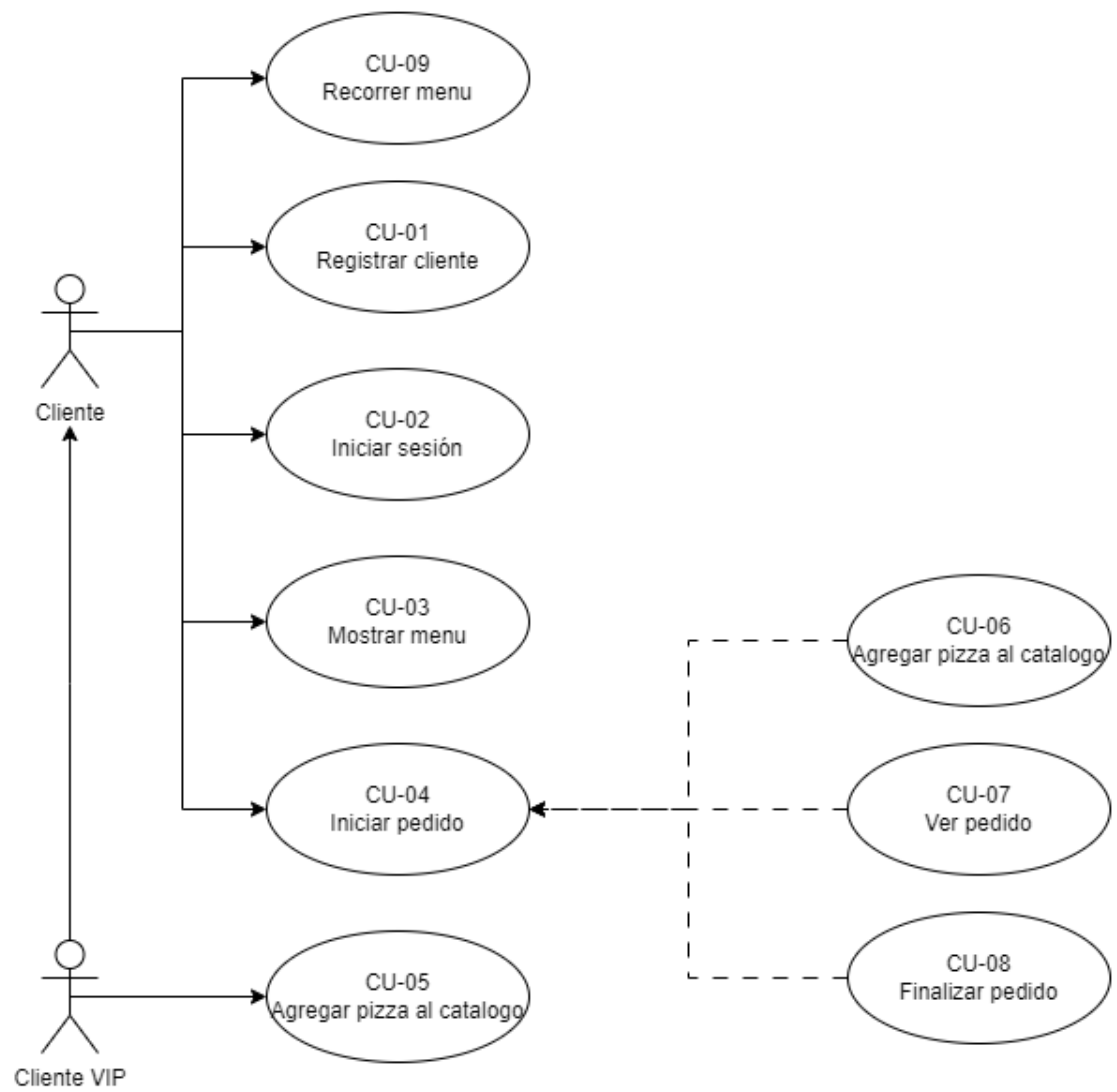 CU-09
Recorrer menu
CU-01
Registrar cliente
Cliente
CU-02
Iniciar sesión
CU-03
Mostrar menu
CU-06
Agregar pizza al catalogo
CU-04
Iniciar pedido
CU-07
Ver pedido
CU-05
Agregar pizza al catalogo
CU-08
Finalizar pedido
Cliente VIP